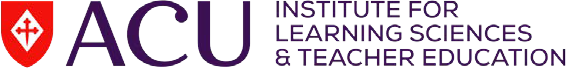 ACU
INSTITUTE FOR
LEARNING SCIENCES
& TEACHER EDUCATION